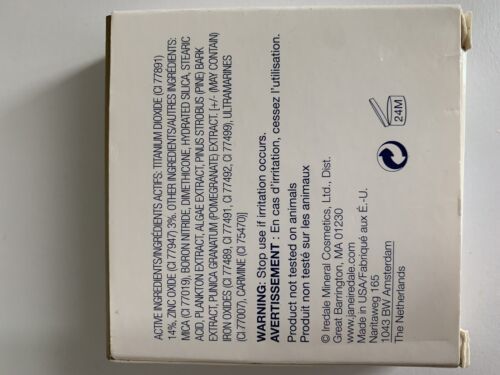 ACTIVE INGREDIENTS/INGRÉDIENTS ACTIFS: TITANIUM DIOXIDE (CI 77891)
14%, ZINC OXIDE (CI 77947) 3%. OTHER INGREDIENTS/AUTRES INGRÉDIENTS:
MICA (CI 77019), BORON NITRIDE, DIMETHICONE, HYDRATED SILICA, STEARIC
ACID, PLANKTON EXTRACT, ALGAE EXTRACT, PINUS STROBUS (PINE) BARK
EXTRACT, PUNICA GRANATUM (POMEGRANATE) EXTRACT, [+/- (MAY CONTAIN)
IRON OXIDES (CI 77489, CI 77491, CI 77492, CI 77499), ULTRAMARINES
(CI 77007), CARMINE (CI 75470)]
WARNING: Stop use if irritation occurs.
AVERTISSEMENT : En cas d'irritation, cessez l'utilisation.
Product not tested on animals
Produit non testé sur les animaux
© Iredale Mineral Cosmetics, Ltd., Dist.
Great Barrington, MA 01230
www.janeiredale.com
Made in USA/Fabriqué aux É.-U.
Naritaweg 165
1043 BW Amsterdam
The Netherlands
24M